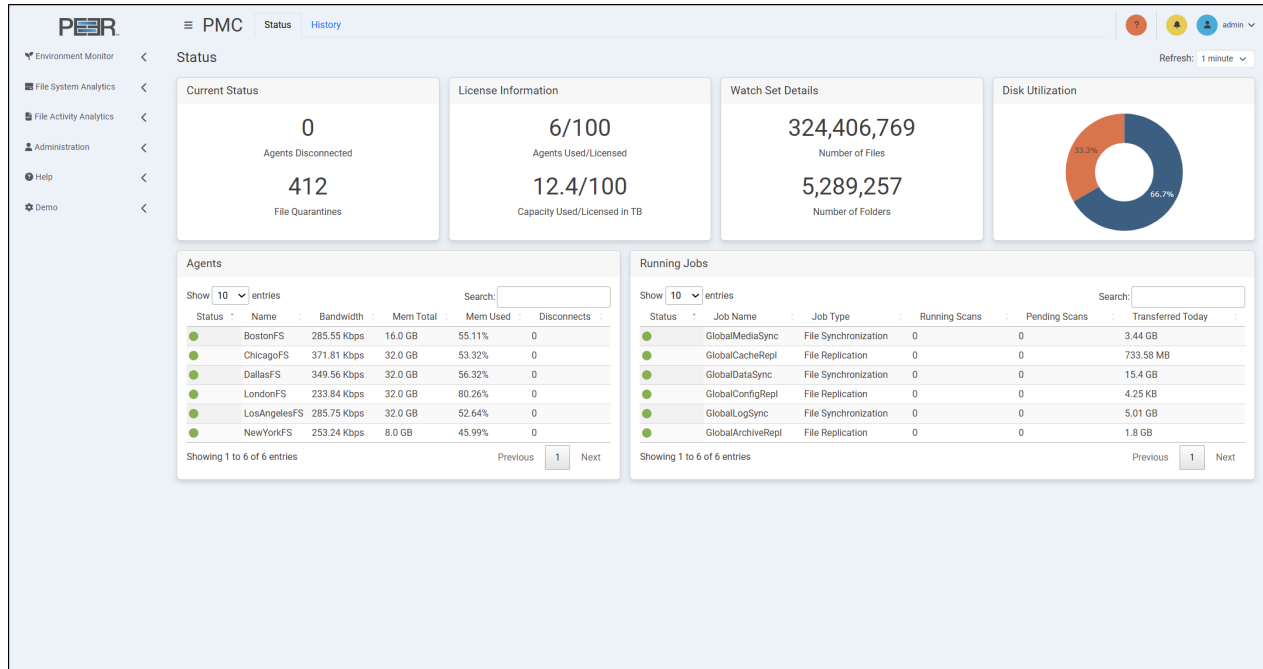 PEER
PMC Status History ? admin
Environment Monitor
File System Analytics
File Activity Analytics
Administration
Help
Demo
Status Refresh: 1 minute
Current Status
0
Agents Disconnected
412
File Quarantines
License Information
6/100
Agents Used/Licensed
12.4/100
Capacity Used/Licensed in TB
Watch Set Details
324,406,769
Number of Files
5,289,257
Number of Folders
Disk Utilization
33.3%
66.7%
Agents
Show 10 entries Search:
Status Name Bandwidth Mem Total Mem Used Disconnects
BostonFS 285.55 Kbps 16.0 GB 55.11% 0
ChicagoFS 371.81 Kbps 32.0 GB 53.32% 0
DallasFS 349.56 Kbps 32.0 GB 56.32% 0
LondonFS 233.84 Kbps 32.0 GB 80.26% 0
LosAngelesFS 285.75 Kbps 32.0 GB 52.64% 0
NewYorkFS 253.24 Kbps 8.0 GB 45.99% 0
Showing 1 to 6 of 6 entries Previous 1 Next
Running Jobs
Show 10 entries Search:
Status Job Name Job Type Running Scans Pending Scans Transferred Today
GlobalMediaSync File Synchronization 0 0 3.44 GB
GlobalCacheRepl File Replication 0 0 733.58 MB
GlobalDataSync File Synchronization 0 0 15.4 GB
GlobalConfigRepl File Replication 0 0 4.25 KB
GlobalLogSync File Synchronization 0 0 5.01 GB
GlobalArchiveRepl File Replication 0 0 1.8 GB
Showing 1 to 6 of 6 entries Previous 1 Next